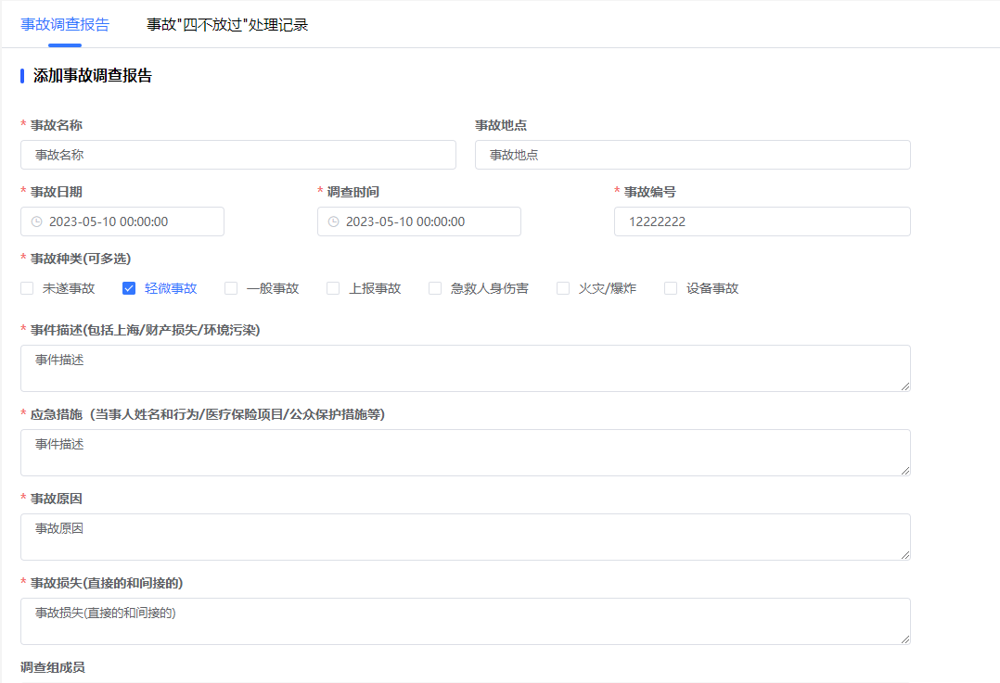 事故调查报告 事故"四不放过"处理记录
添加事故调查报告
* 事故名称 事故地点
事故名称 事故地点
* 事故日期 * 调查时间 * 事故编号
2023-05-10 00:00:00 2023-05-10 00:00:00 12222222
* 事故种类(可多选)
未遂事故 轻微事故 一般事故 上报事故 急救人身伤害 火灾/爆炸 设备事故
* 事件描述(包括上海/财产损失/环境污染)
事件描述
* 应急措施（当事人姓名和行为/医疗保险项目/公众保护措施等)
事件描述
* 事故原因
事故原因
* 事故损失(直接的和间接的)
事故损失(直接的和间接的)
调查组成员